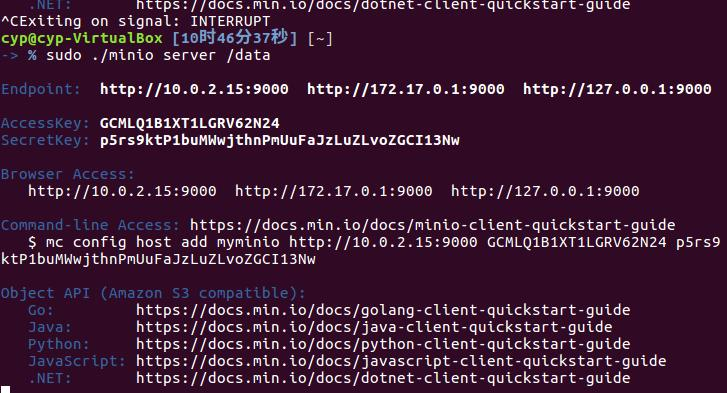 .NET: https://docs.min.io/docs/dotnet-client-quickstart-guide
^CExiting on signal: INTERRUPT
cyp@cyp-VirtualBox [10时46分37秒] [~]
-> % sudo ./minio server /data
Endpoint: http://10.0.2.15:9000 http://172.17.0.1:9000 http://127.0.0.1:9000
AccessKey: GCMLQ1B1XT1LGRV62N24
SecretKey: p5rs9ktP1buMWwjthnPmUuFaJzLuZLvoZGCI13Nw
Browser Access:
http://10.0.2.15:9000 http://172.17.0.1:9000 http://127.0.0.1:9000
Command-line Access: https://docs.min.io/docs/minio-client-quickstart-guide
$ mc config host add myminio http://10.0.2.15:9000 GCMLQ1B1XT1LGRV62N24 p5rs9
ktP1buMWwjthnPmUuFaJzLuZLvoZGCI13Nw
Object API (Amazon S3 compatible):
Go: https://docs.min.io/docs/golang-client-quickstart-guide
Java: https://docs.min.io/docs/java-client-quickstart-guide
Python: https://docs.min.io/docs/python-client-quickstart-guide
JavaScript: https://docs.min.io/docs/javascript-client-quickstart-guide
.NET: https://docs.min.io/docs/dotnet-client-quickstart-guide